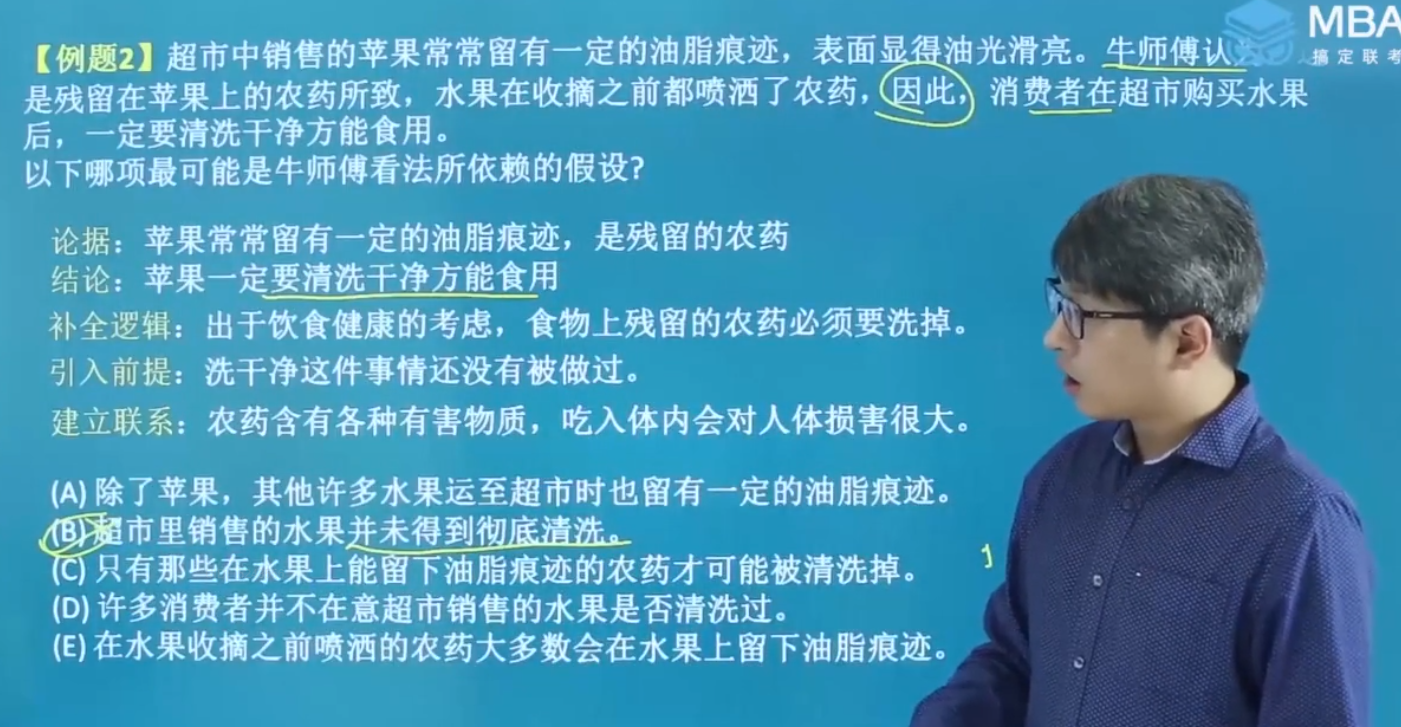 MBA
搞定联考
【例题2】超市中销售的苹果常常留有一定的油脂痕迹，表面显得油光滑亮。牛师傅认
是残留在苹果上的农药所致，水果在收摘之前都喷洒了农药，因此，消费者在超市购买水果
后，一定要清洗干净方能食用。
以下哪项最可能是牛师傅看法所依赖的假设?
论据：苹果常常留有一定的油脂痕迹，是残留的农药
结论：苹果一定要清洗干净方能食用
补全逻辑：出于饮食健康的考虑，食物上残留的农药必须要洗掉。
引入前提：洗干净这件事情还没有被做过。
建立联系：农药含有各种有害物质，吃入体内会对人体损害很大。
(A) 除了苹果，其他许多水果运至超市时也留有一定的油脂痕迹。
(B) 超市里销售的水果并未得到彻底清洗。
(C) 只有那些在水果上能留下油脂痕迹的农药才可能被清洗掉。
(D) 许多消费者并不在意超市销售的水果是否清洗过。
(E) 在水果收摘之前喷洒的农药大多数会在水果上留下油脂痕迹。